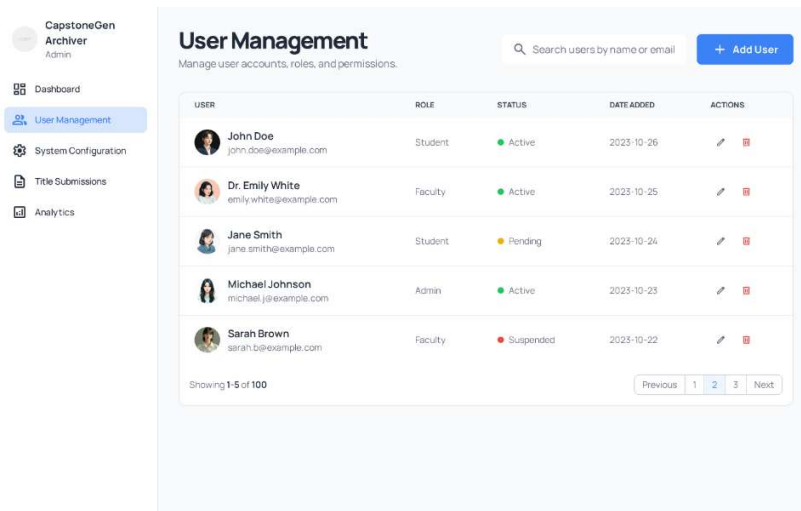 CapstoneGen
Archiver
Admin
Dashboard
User Management
System Configuration
Title Submissions
Analytics
User Management
Manage user accounts, roles, and permissions.
Search users by name or email
+ Add User
USER ROLE STATUS DATE ADDED ACTIONS
John Doe
john.doe@example.com
Student Active 2023-10-26
Dr. Emily White
emily.white@example.com
Faculty Active 2023-10-25
Jane Smith
jane.smith@example.com
Student Pending 2023-10-24
Michael Johnson
michael.j@example.com
Admin Active 2023-10-23
Sarah Brown
sarah.b@example.com
Faculty Suspended 2023-10-22
Showing 1-5 of 100
Previous 1 2 3 Next